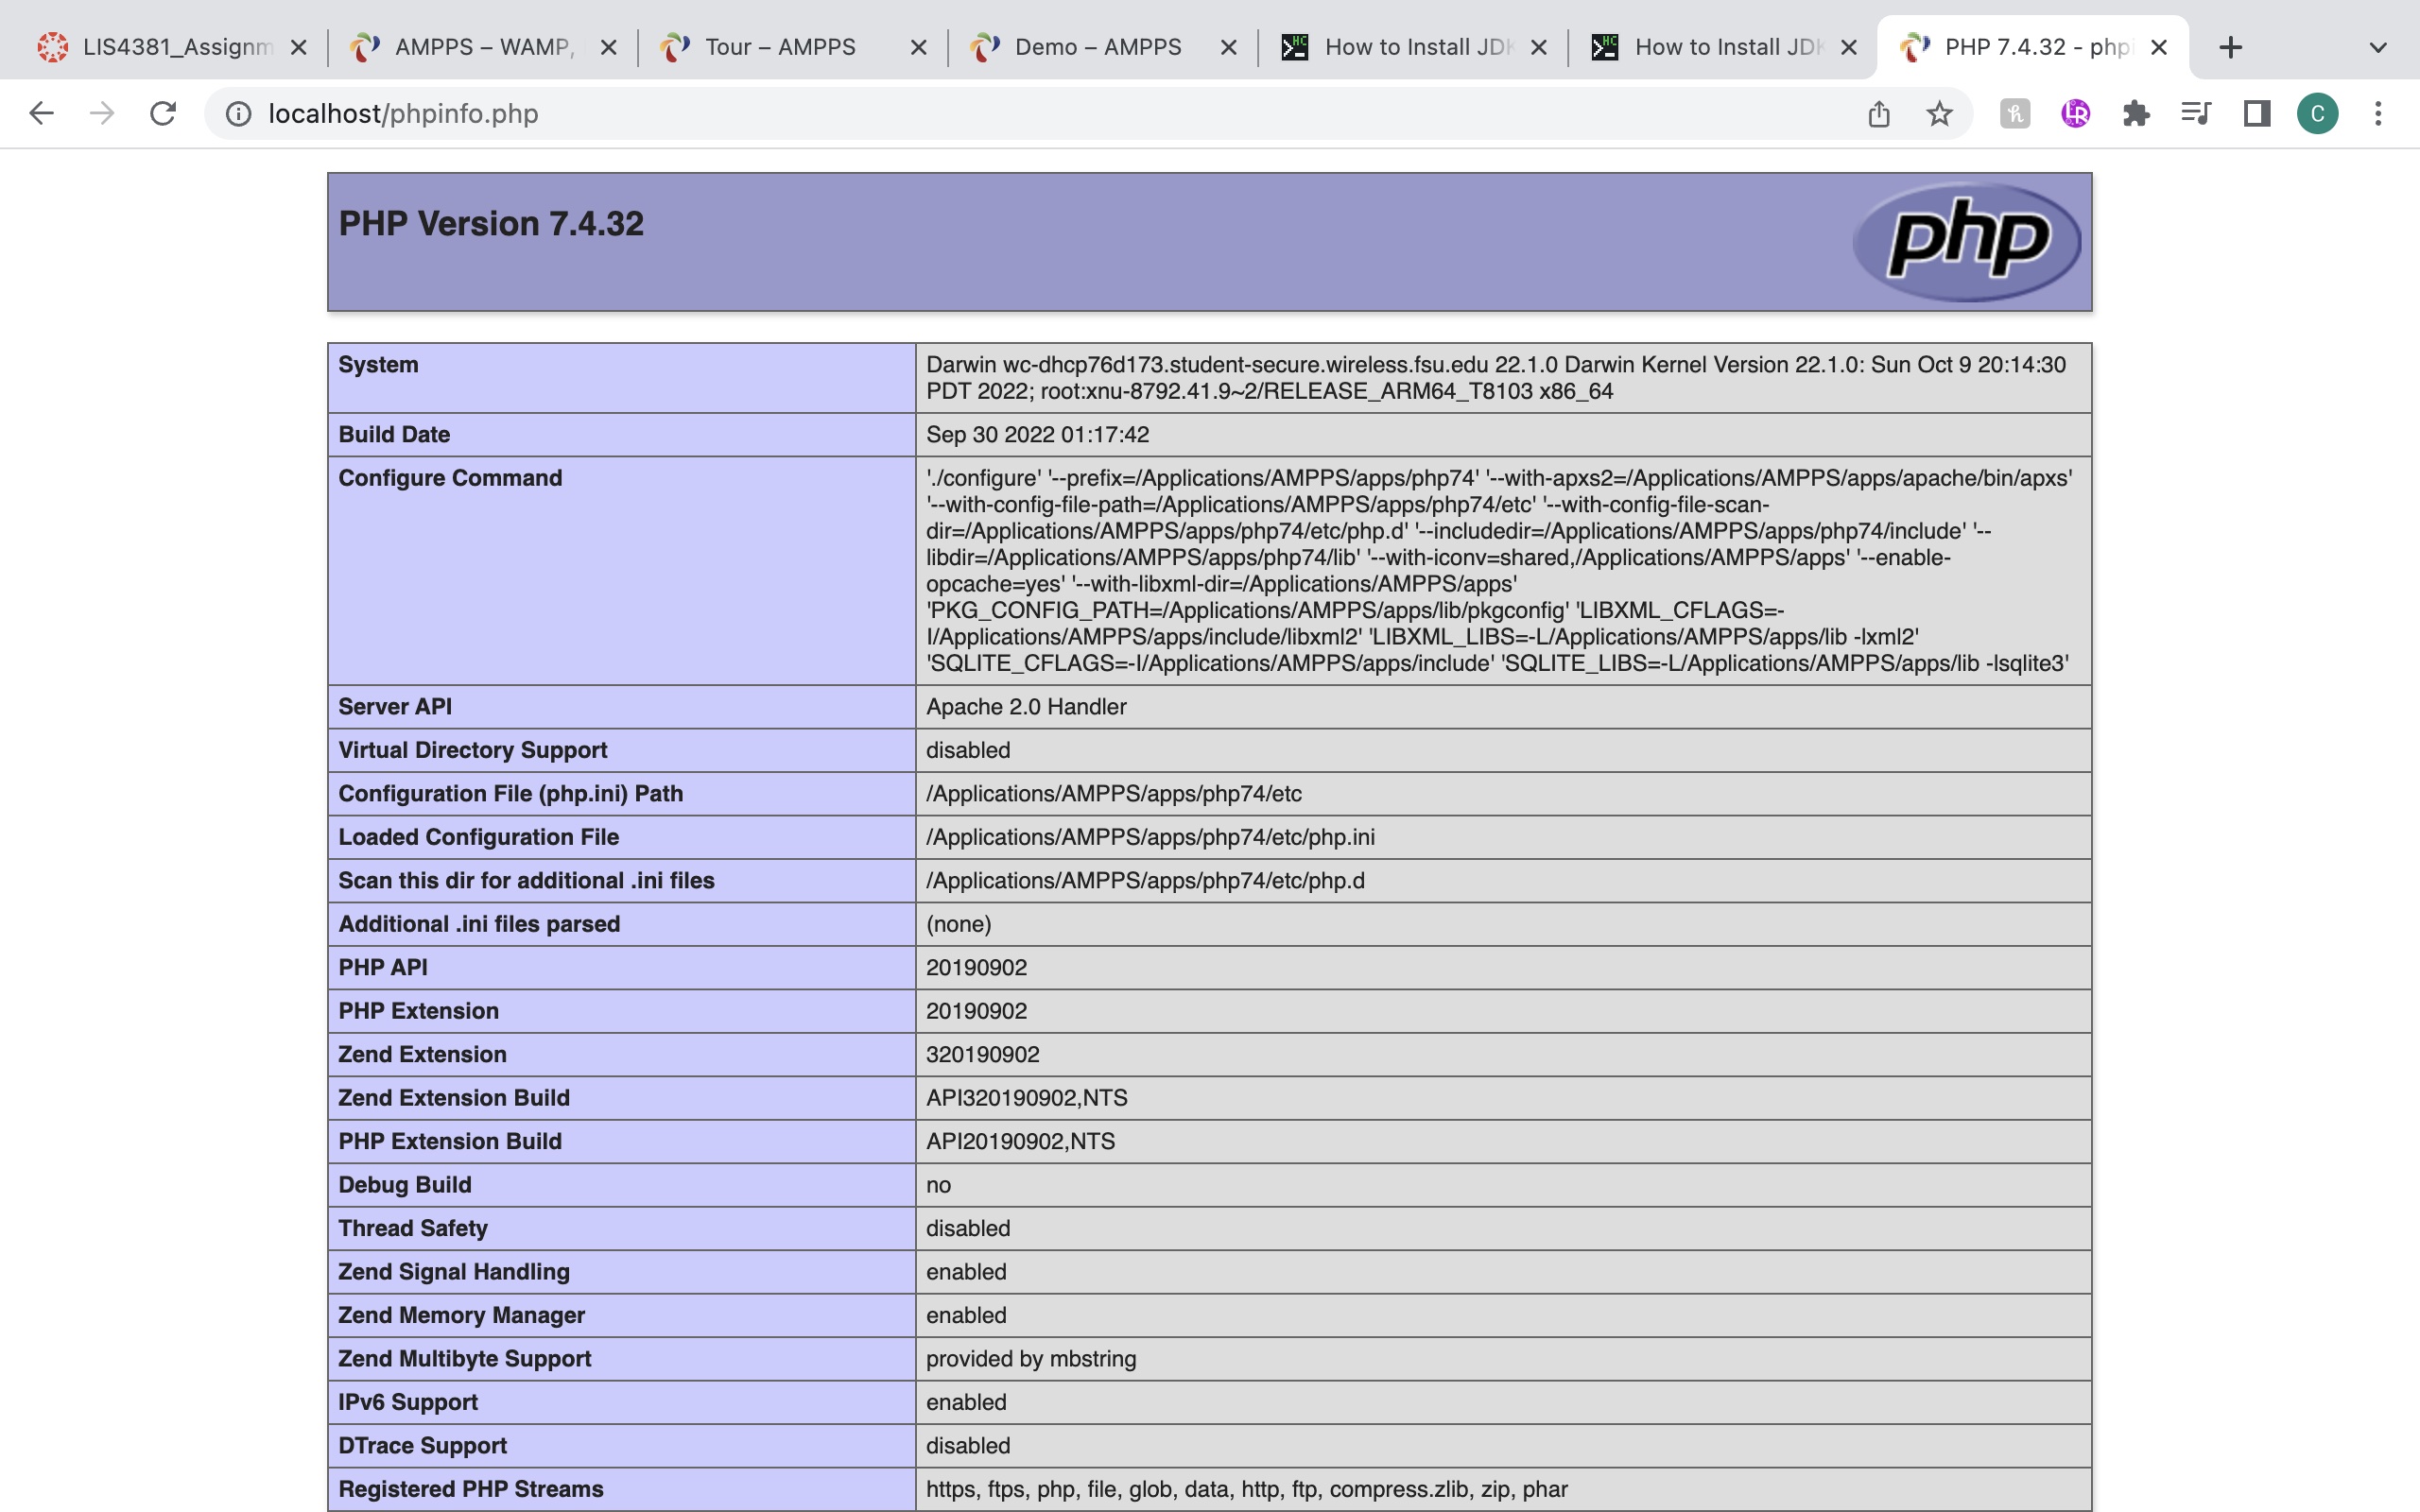 LIS4381_Assignm
AMPPS – WAMP,
Tour – AMPPS
Demo – AMPPS
How to Install JDK
How to Install JDK
PHP 7.4.32 - php
localhost/phpinfo.php
C
PHP Version 7.4.32
php
System
Darwin wc-dhcp76d173.student-secure.wireless.fsu.edu 22.1.0 Darwin Kernel Version 22.1.0: Sun Oct 9 20:14:30
PDT 2022; root:xnu-8792.41.9~2/RELEASE_ARM64_T8103 x86_64
Build Date
Sep 30 2022 01:17:42
Configure Command
'./configure' '--prefix=/Applications/AMPPS/apps/php74' '--with-apxs2=/Applications/AMPPS/apps/apache/bin/apxs'
'--with-config-file-path=/Applications/AMPPS/apps/php74/etc' '--with-config-file-scan-
dir=/Applications/AMPPS/apps/php74/etc/php.d' '--includedir=/Applications/AMPPS/apps/php74/include' '--
libdir=/Applications/AMPPS/apps/php74/lib' '--with-iconv=shared,/Applications/AMPPS/apps' '--enable-
opcache=yes' '--with-libxml-dir=/Applications/AMPPS/apps'
'PKG_CONFIG_PATH=/Applications/AMPPS/apps/lib/pkgconfig' 'LIBXML_CFLAGS=-
I/Applications/AMPPS/apps/include/libxml2' 'LIBXML_LIBS=-L/Applications/AMPPS/apps/lib -lxml2'
'SQLITE_CFLAGS=-I/Applications/AMPPS/apps/include' 'SQLITE_LIBS=-L/Applications/AMPPS/apps/lib -lsqlite3'
Server API
Apache 2.0 Handler
Virtual Directory Support
disabled
Configuration File (php.ini) Path
/Applications/AMPPS/apps/php74/etc
Loaded Configuration File
/Applications/AMPPS/apps/php74/etc/php.ini
Scan this dir for additional .ini files
/Applications/AMPPS/apps/php74/etc/php.d
Additional .ini files parsed
(none)
PHP API
20190902
PHP Extension
20190902
Zend Extension
320190902
Zend Extension Build
API320190902,NTS
PHP Extension Build
API20190902,NTS
Debug Build
no
Thread Safety
disabled
Zend Signal Handling
enabled
Zend Memory Manager
enabled
Zend Multibyte Support
provided by mbstring
IPv6 Support
enabled
DTrace Support
disabled
Registered PHP Streams
https, ftps, php, file, glob, data, http, ftp, compress.zlib, zip, phar